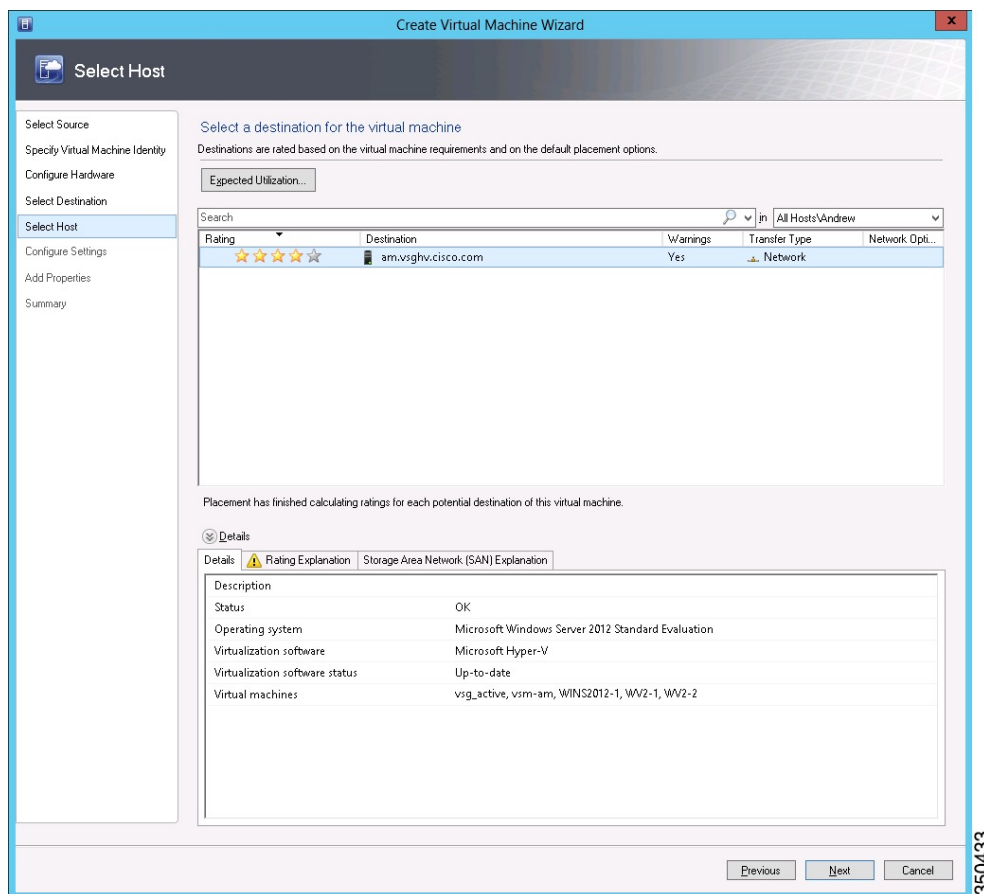 Create Virtual Machine Wizard
x
Select Host
Select Source
Specify Virtual Machine Identity
Configure Hardware
Select Destination
Select Host
Configure Settings
Add Properties
Summary
Select a destination for the virtual machine
Destinations are rated based on the virtual machine requirements and on the default placement options.
Expected Utilization...
Search in All Hosts\Andrew
Rating Destination Warnings Transfer Type Network Opti...
am.vsghv.cisco.com Yes Network
Placement has finished calculating ratings for each potential destination of this virtual machine.
Details
Details Rating Explanation Storage Area Network (SAN) Explanation
Description
Status OK
Operating system Microsoft Windows Server 2012 Standard Evaluation
Virtualization software Microsoft Hyper-V
Virtualization software status Up-to-date
Virtual machines vsg_active, vsm-am, WINS2012-1, WV2-1, WV2-2
Previous Next Cancel
350433